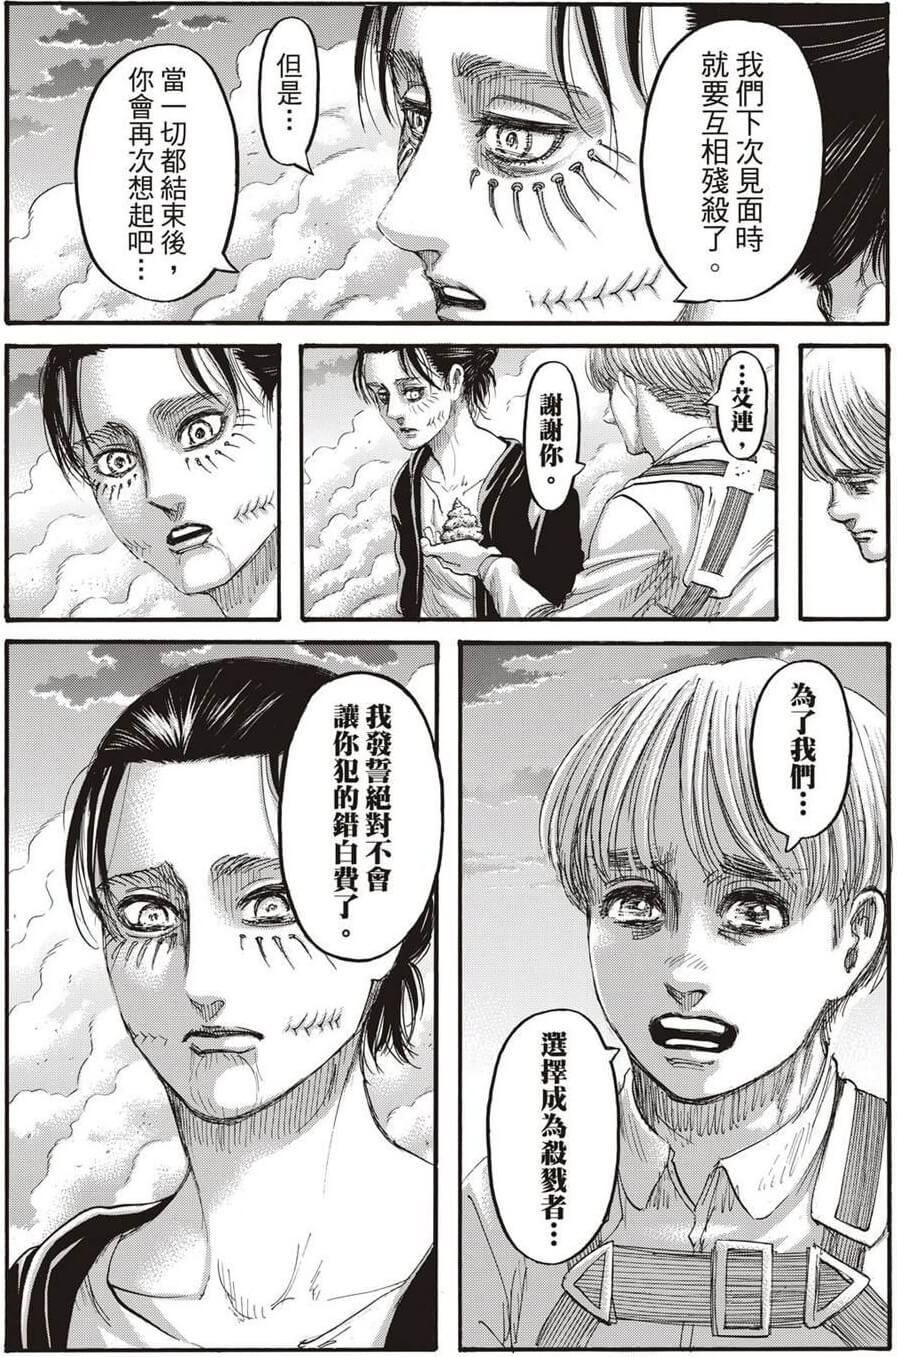 我們下次見面時
就要互相殘殺了。
但是…
當一切都結束後，
你會再次想起吧…
…艾連，
謝謝你。
為了我們…
選擇成為殺戮者…
我發誓絕對不會
讓你犯的錯白費了。